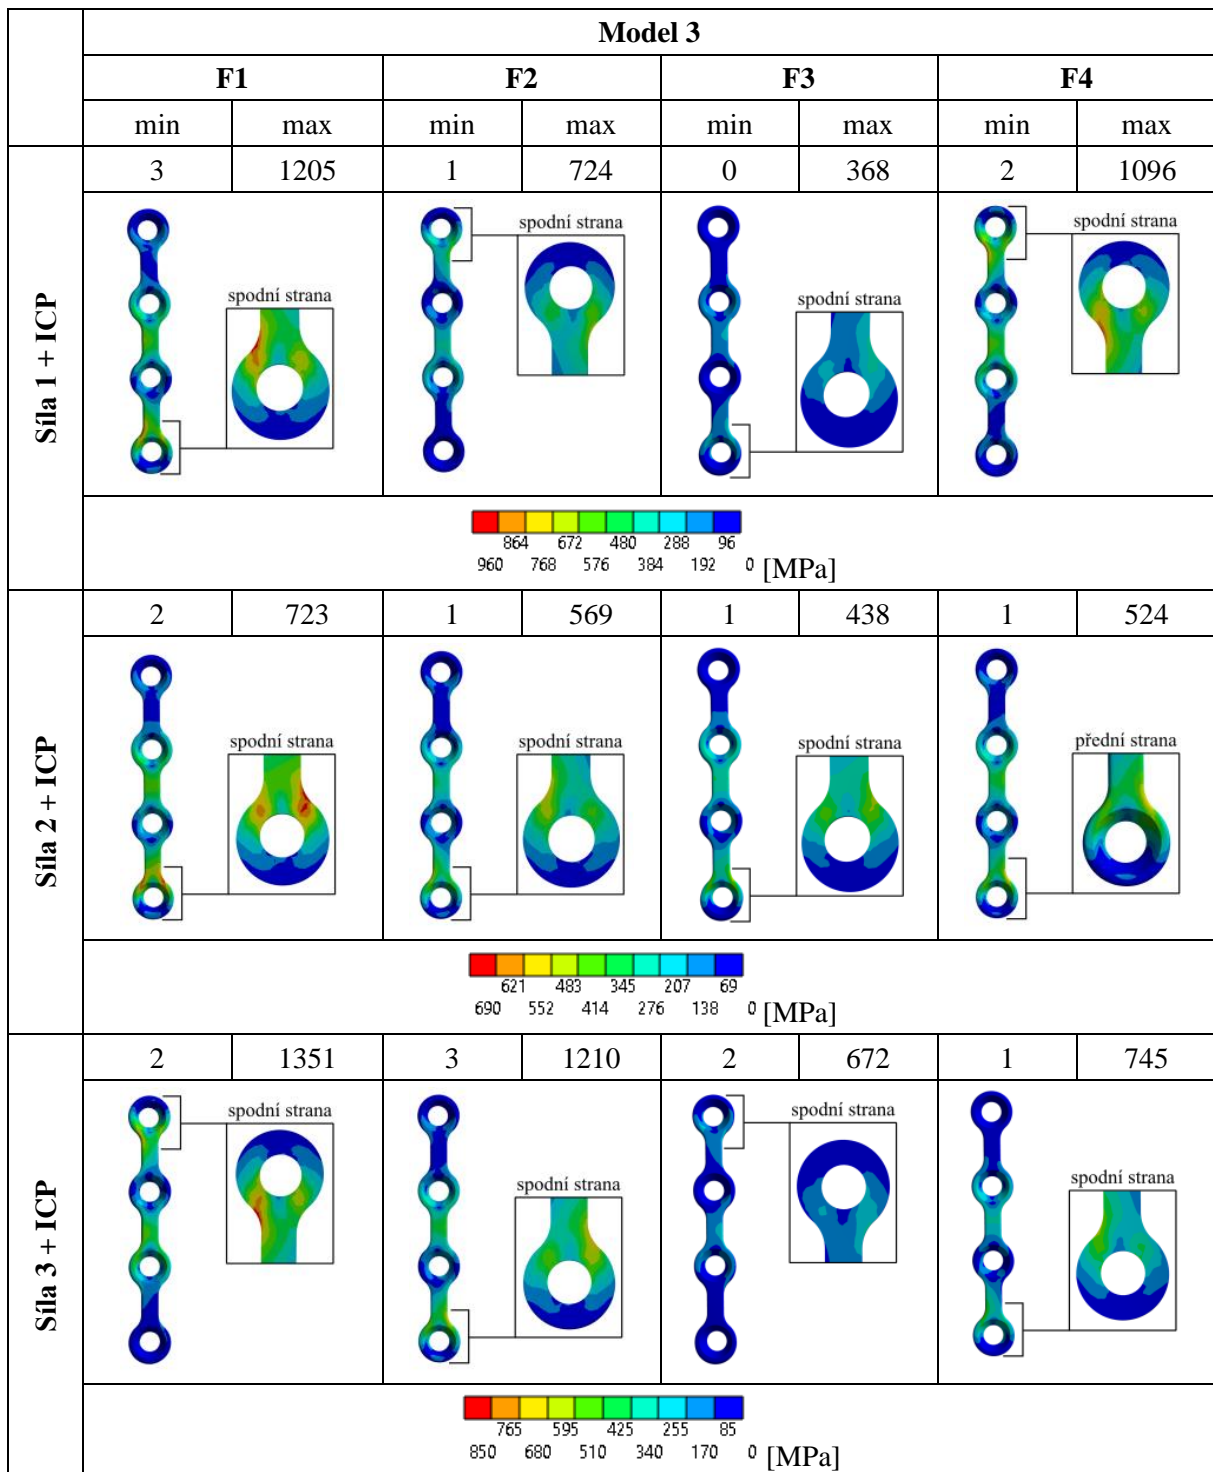 Model 3
F1 F2 F3 F4
min max min max min max min max
Síla 1 + ICP
3 1205 1 724 0 368 2 1096
spodní strana
spodní strana
spodní strana
spodní strana
864 672 480 288 96
960 768 576 384 192 0 [MPa]
Síla 2 + ICP
2 723 1 569 1 438 1 524
spodní strana
spodní strana
spodní strana
přední strana
621 483 345 207 69
690 552 414 276 138 0 [MPa]
Síla 3 + ICP
2 1351 3 1210 2 672 1 745
spodní strana
spodní strana
spodní strana
spodní strana
765 595 425 255 85
850 680 510 340 170 0 [MPa]